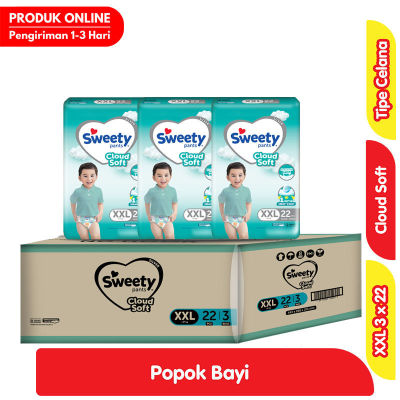 PRODUK ONLINE
Pengiriman 1-3 Hari
Tipe Celana
Cloud Soft
XXL 3 x 22
Sweety
pants
Cloud
Soft
XXL 22
Sweety
pants
Cloud
Soft
XXL 22
Sweety
pants
Cloud
Soft
XXL 22
Sweety
pants
Cloud
Soft
XXL 22 3
Sweety
pants
Cloud
Soft
XXL 22 3
Popok Bayi